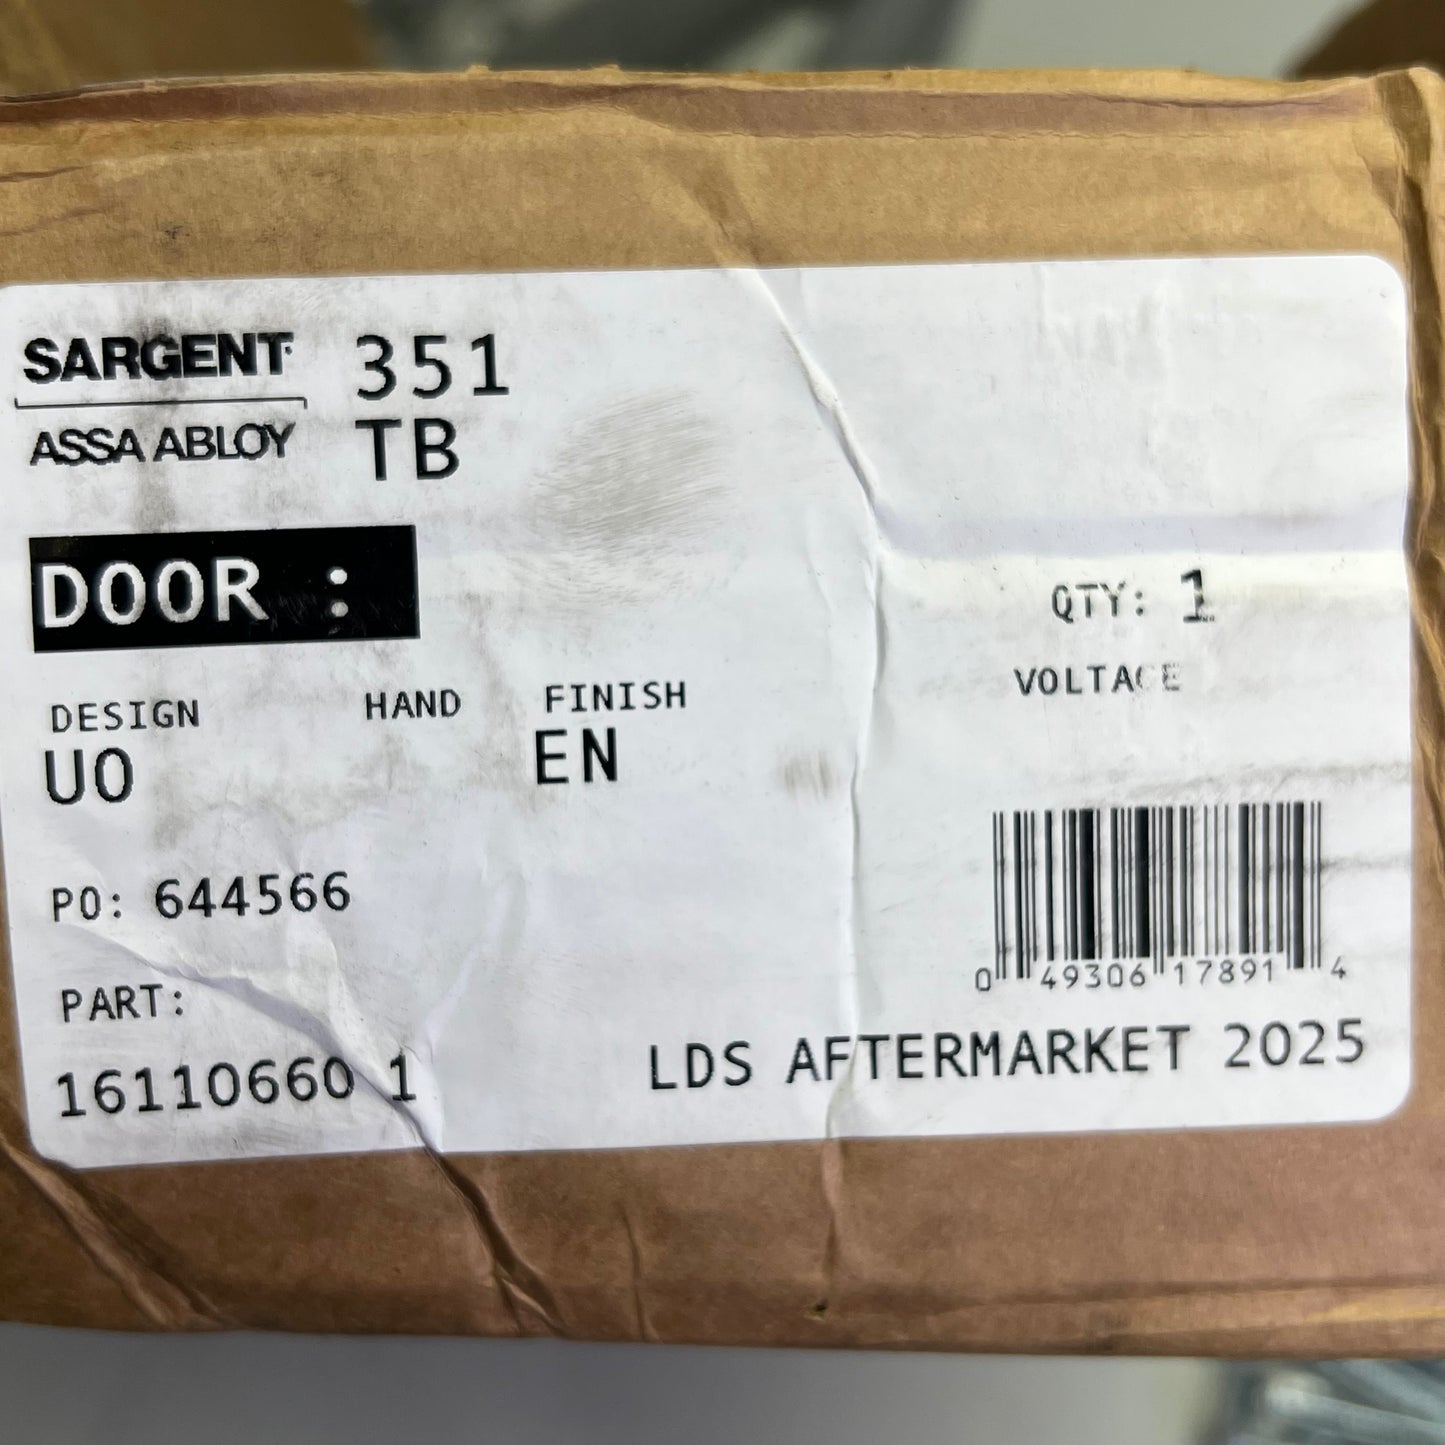 SARGENT
ASSA ABLOY
351
TB
DOOR :
QTY: 1
VOLTAGE
DESIGN HAND FINISH
UO EN
PO: 644566
PART:
16110660 1
0 49306 17891 4
LDS AFTERMARKET 2025